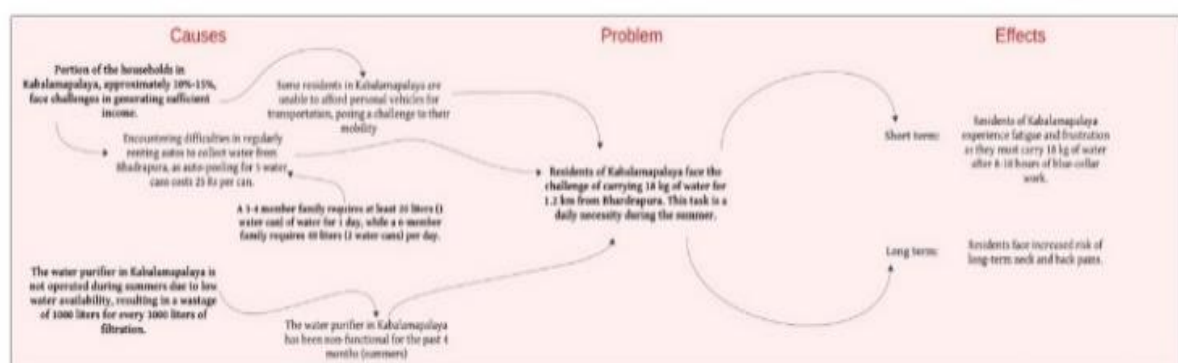 Causes
Problem
Effects
Portion of the households in
Kabalamapalaya, approximately 10%-15%,
face challenges in generating sufficient
income.
Some residents in Kabalamapalaya are
unable to afford personal vehicles for
transportation, posing a challenge to their
mobility
Encountering difficulties in regularly
renting autos to collect water from
Bhadrapura, as auto-pooling for 1 water
cans costs 25 Rs per can.
A 3-4 member family requires at least 20 liters (1
water can) of water for 1 day, while a 6-member
family requires 40 liters (2 water cans) per day.
The water purifier in Kabalamapalaya is
not operated during summers due to low
water availability, resulting in a wastage
of 1000 liters for every 3000 liters of
filtration.
The water purifier in Kabalamapalaya
has been non-functional for the past 4
months (summers)
Residents of Kabalamapalaya face the
challenge of carrying 18 kg of water for
1.2 km from Bhardrapura. This task is a
daily necessity during the summer.
Short term:
Residents of Kabalamapalaya
experience fatigue and frustration
as they must carry 18 kg of water
after 8-10 hours of blue-collar
work.
Long term:
Residents face increased risk of
long-term neck and back pains.